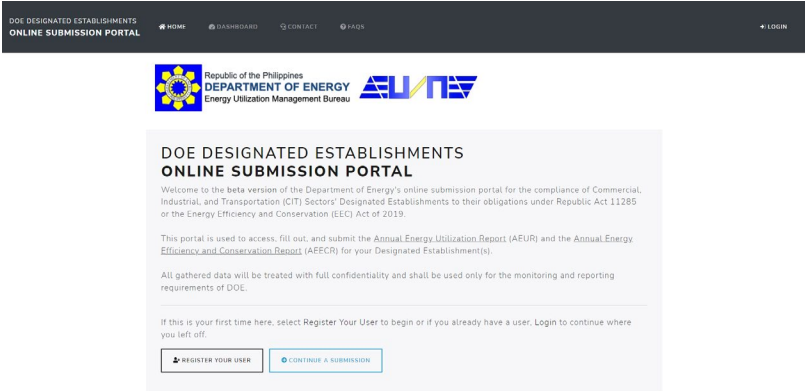 DOE DESIGNATED ESTABLISHMENTS
ONLINE SUBMISSION PORTAL
HOME
DASHBOARD
CONTACT
FAQS
LOGIN
Republic of the Philippines
DEPARTMENT OF ENERGY
Energy Utilization Management Bureau
DOE DESIGNATED ESTABLISHMENTS
ONLINE SUBMISSION PORTAL
Welcome to the beta version of the Department of Energy's online submission portal for the compliance of Commercial,
Industrial, and Transportation (CIT) Sectors' Designated Establishments to their obligations under Republic Act 11285
or the Energy Efficiency and Conservation (EEC) Act of 2019.
This portal is used to access, fill out, and submit the Annual Energy Utilization Report (AEUR) and the Annual Energy
Efficiency and Conservation Report (AEECR) for your Designated Establishment(s).
All gathered data will be treated with full confidentiality and shall be used only for the monitoring and reporting
requirements of DOE.
If this is your first time here, select Register Your User to begin or if you already have a user, Login to continue where
you left off.
REGISTER YOUR USER
CONTINUE A SUBMISSION